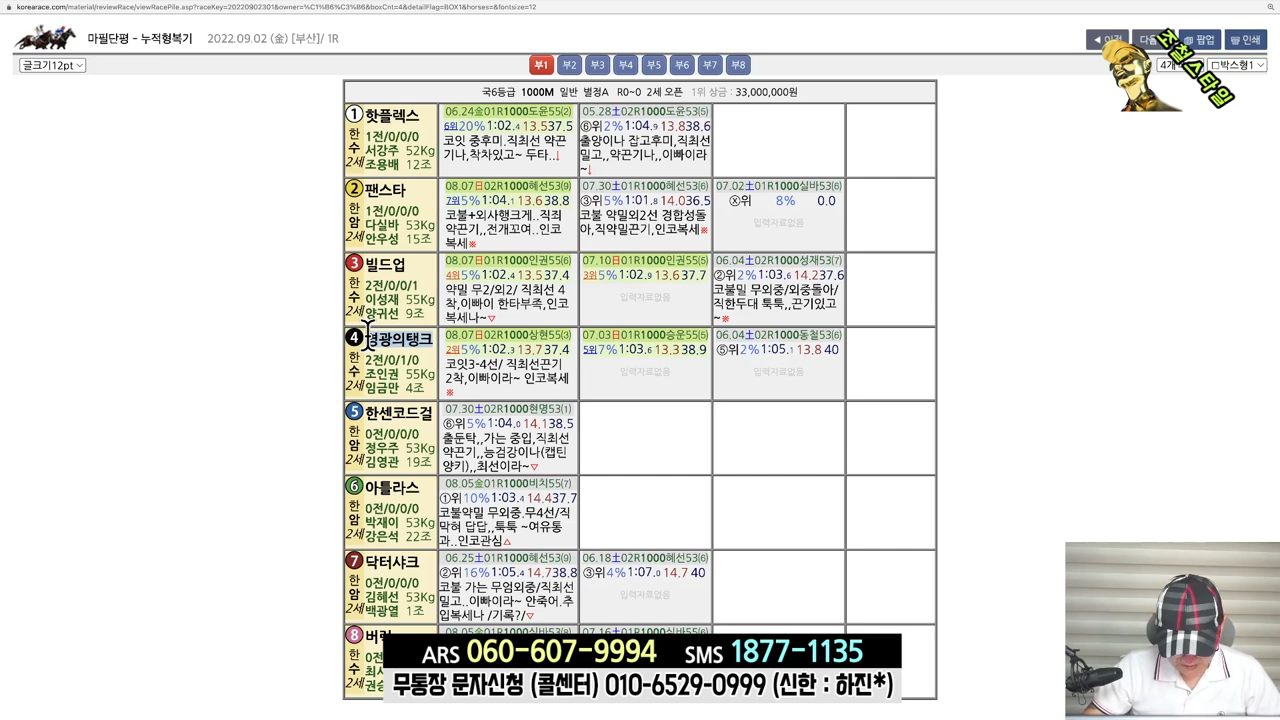 korearace.com/material/reviewRace/viewRacePile.asp?raceKey=20220902301&owner=%C1%B6%C3%B6&boxCnt=4&detailFlag=BOX1&horses=&fontsize=12
마필단평 - 누적형복기 2022.09.02 (金) [부산]/ 1R
팝업 인쇄
조철스타일
글크기12pt
부1 부2 부3 부4 부5 부6 부7 부8
박스형1
국6등급 1000M 일반 별정A R0~0 2세 오픈 1위 상금 : 33,000,000원
① 핫플렉스
한 수 2세
1전/0/0/0
서강주 52Kg
조용배 12조
06.24金01R1000도윤55(2)
6위20% 1:02.4 13.5 37.5
코잇 중후미.직최선 약끈
기나,착차있고~ 두타..↓
05.28土02R1000도윤53(5)
⑥위2% 1:04.9 13.8 38.6
출양이나 잡고후미,직최선
밀고,,약끈기나,,이빠이라
~↓
② 팬스타
한 암 2세
1전/0/0/0
다실바 53Kg
안우성 15조
08.07日02R1000혜선53(9)
7위5% 1:04.1 13.6 38.8
코불+외사행크게..직죄
약끈기,,전개꼬여..인코
복세※
07.30土02R1000혜선53(6)
③위5% 1:01.8 14.0 36.5
코불 약밀외2선 경합성돌
아,직약밀끈기,인코복세※
07.02土01R1000실바53(6)
ⓧ위 8% 0.0
입력자료없음
③ 빌드업
한 수 2세
2전/0/0/1
이성재 55Kg
양귀선 9조
08.07日02R1000인권55(6)
4위5% 1:02.4 13.5 37.4
약밀 무2/외2/ 직최선 4
착,이빠이 한타부족,인코
복세나~▽
07.10日01R1000인권55(5)
3위5% 1:02.9 13.6 37.7
입력자료없음
06.04土02R1000성재53(7)
②위2% 1:03.6 14.2 37.6
코불밀 무외중/외중돌아/
직한두대 툭툭,,끈기있고
~※
④ 영광의탱크
한 수 2세
2전/0/1/0
조인권 55Kg
임금만 4조
08.07日02R1000상현55(3)
2위5% 1:02.3 13.7 37.4
코잇3-4선/ 직최선끈기
2착,이빠이라~ 인코복세
※
07.03日01R1000승운55(5)
5위7% 1:03.6 13.3 38.9
입력자료없음
06.04土02R1000동철53(6)
⑤위2% 1:05.1 13.8 40
입력자료없음
⑤ 한센코드걸
한 암 2세
0전/0/0/0
정우주 53Kg
김영관 19조
07.30土02R1000현명53(1)
⑥위5% 1:04.0 14.1 38.5
출둔탁,,가는 중입,직최선
약끈기,,능검강이나(캡틴
양키),,최선이라~▽
⑥ 아틀라스
한 암 2세
0전/0/0/0
박재이 53Kg
강은석 22조
08.05金01R1000비치55(7)
①위10% 1:03.4 14.4 37.7
코불약밀 무외중.무4선/직
막혀 답답,,툭툭 ~여유통
과..인코관심△
⑦ 닥터샤크
한 수 2세
0전/0/0/0
김혜선 53Kg
백광열 1조
06.25土01R1000혜선53(9)
②위16% 1:05.4 14.7 38.8
코불 가는 무엄외중/직최선
밀고..이빠이라~ 안죽어.추
입복세나 /기록?/▽
06.18土02R1000혜선53(6)
③위4% 1:07.0 14.7 40
입력자료없음
⑧
한 수
ARS 060-607-9994 SMS 1877-1135
무통장 문자신청 (콜센터) 010-6529-0999 (신한 : 하진*)